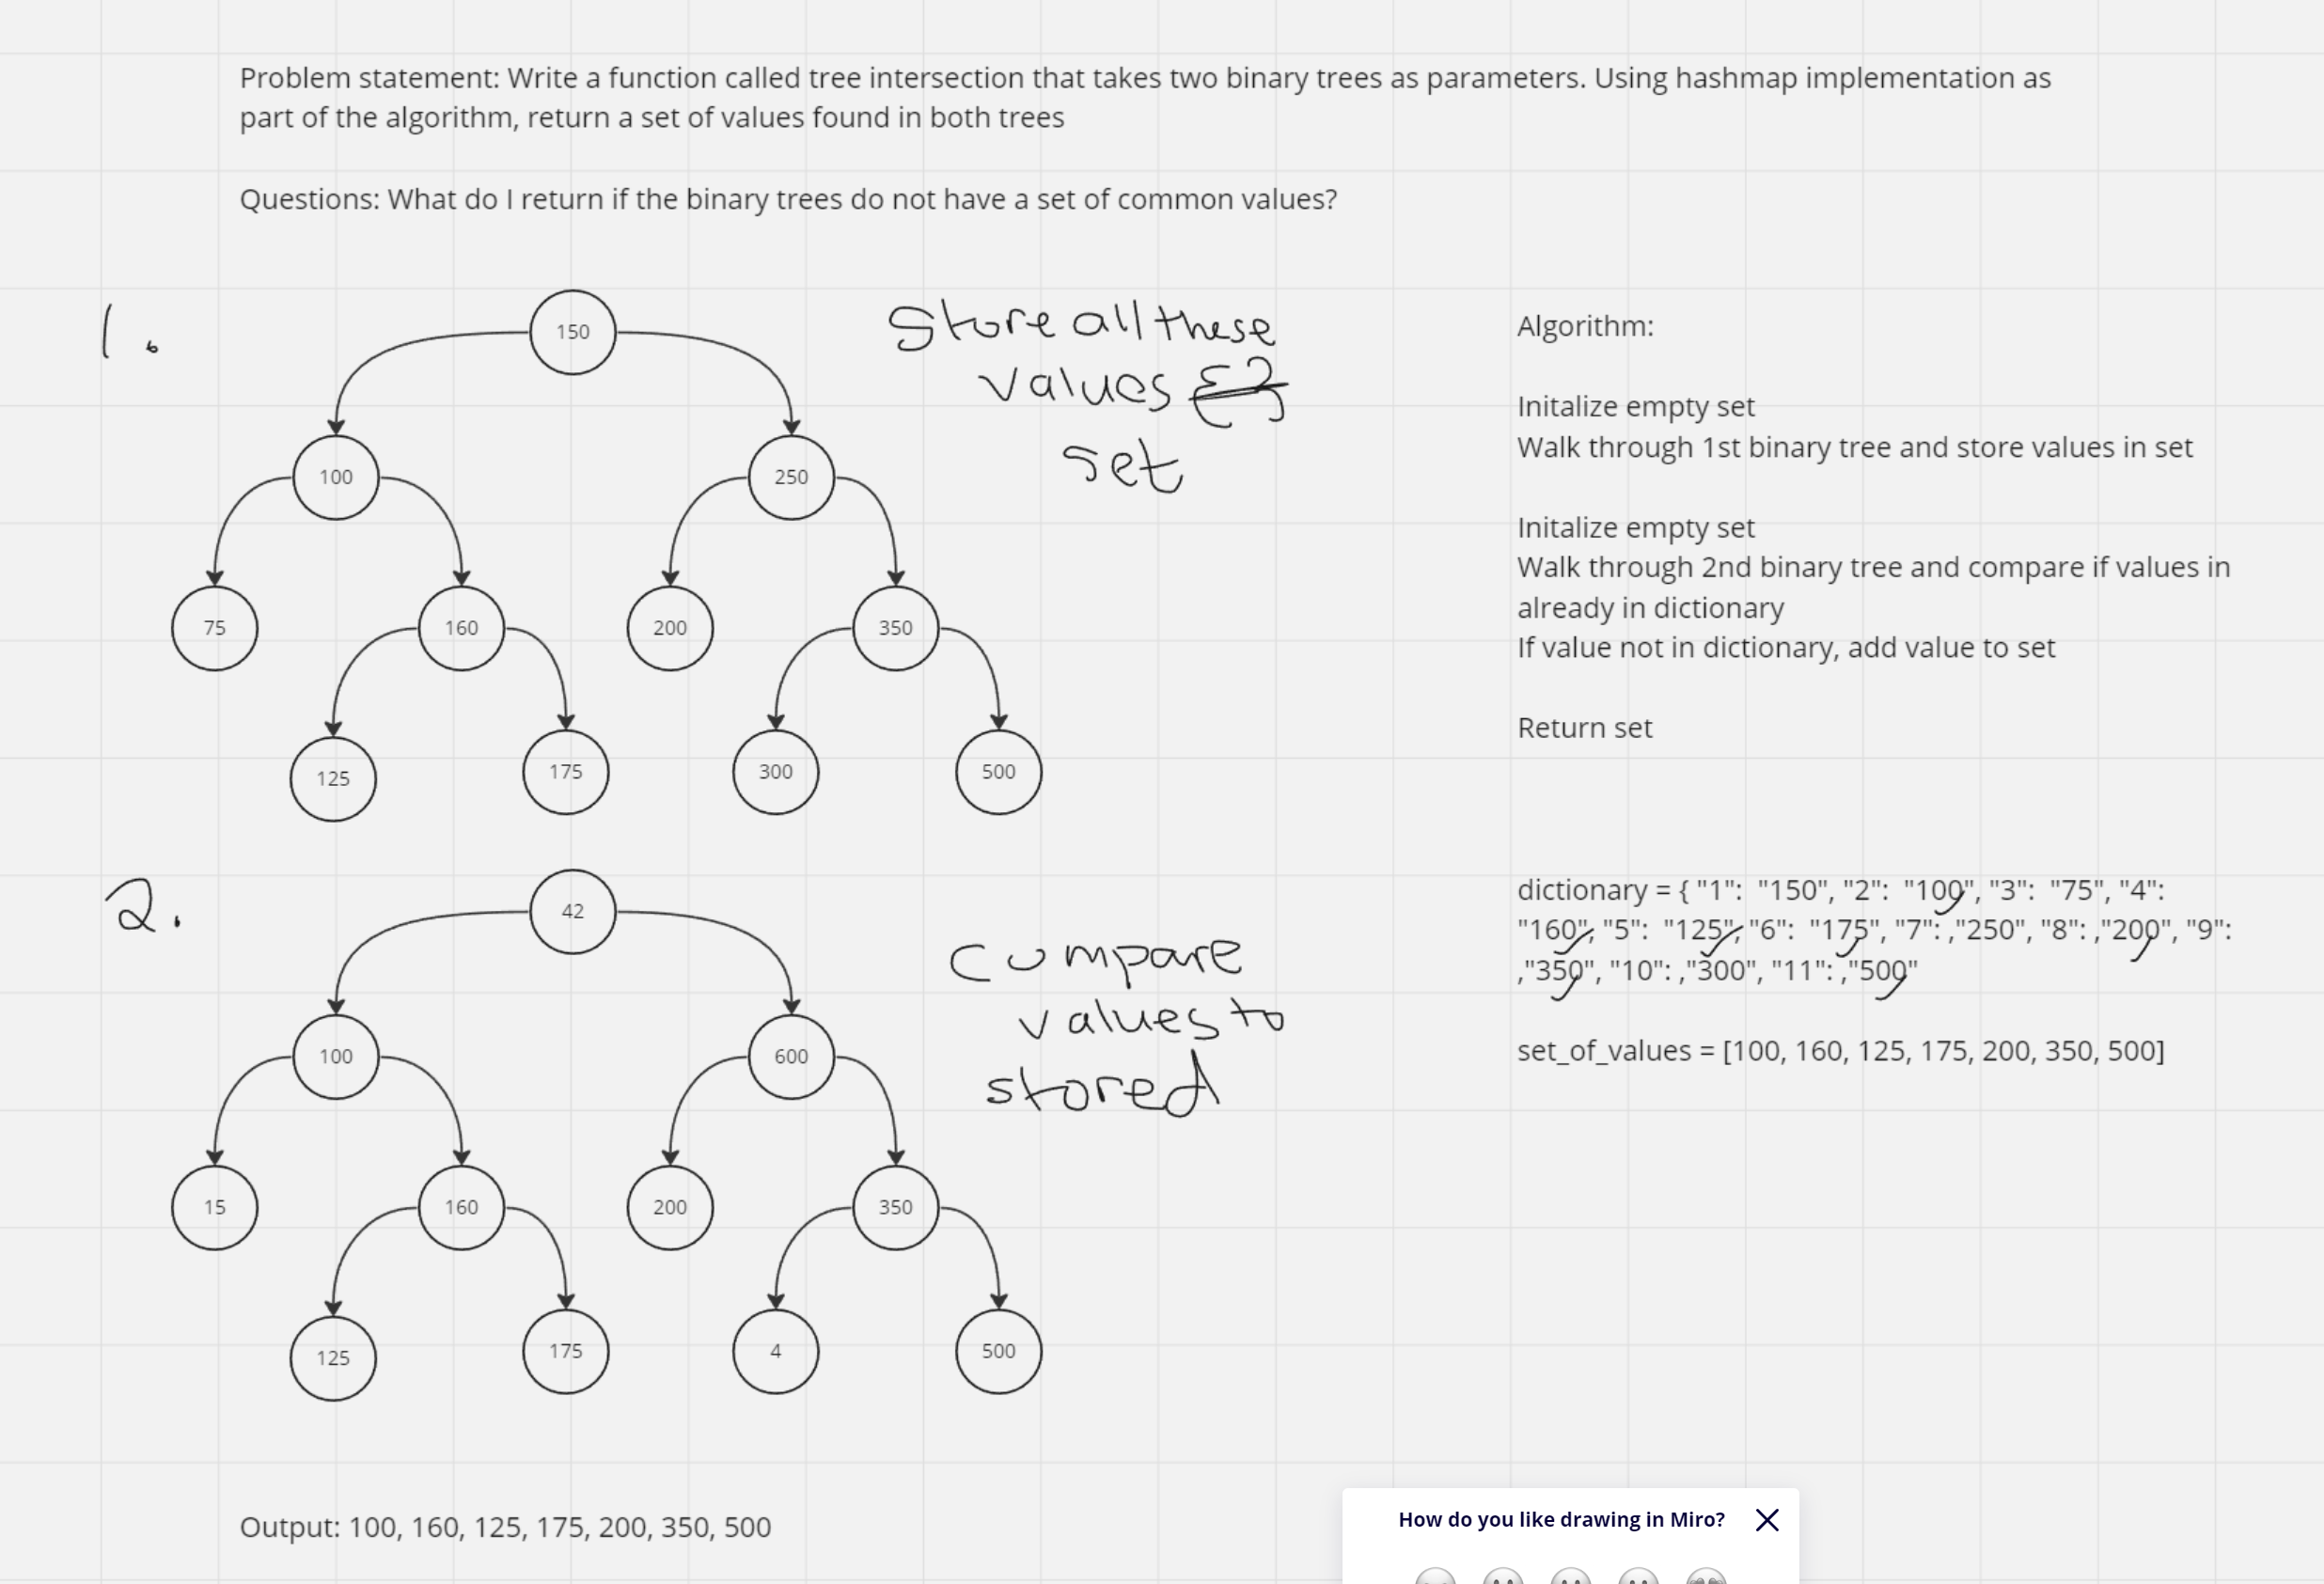 Problem statement: Write a function called tree intersection that takes two binary trees as parameters. Using hashmap implementation as
part of the algorithm, return a set of values found in both trees
Questions: What do I return if the binary trees do not have a set of common values?
1.
150
100
250
75
160
200
350
125
175
300
500
Store all these
values
set
Algorithm:
Initalize empty set
Walk through 1st binary tree and store values in set
Initalize empty set
Walk through 2nd binary tree and compare if values in
already in dictionary
If value not in dictionary, add value to set
Return set
2.
42
100
600
15
160
200
350
125
175
4
500
Compare
values to
stored
dictionary = { "1": "150", "2": "100", "3": "75", "4":
"160", "5": "125", "6": "175", "7": ,"250", "8": ,"200", "9":
,"350", "10": ,"300", "11": ,"500"
set_of_values = [100, 160, 125, 175, 200, 350, 500]
Output: 100, 160, 125, 175, 200, 350, 500
How do you like drawing in Miro?